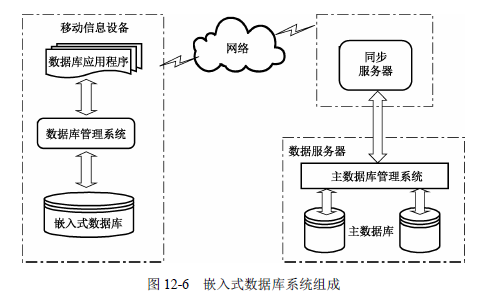 移动信息设备
数据库应用程序
数据库管理系统
嵌入式数据库
网络
同步
服务器
数据服务器
主数据库管理系统
主数据库
图 12-6 嵌入式数据库系统组成